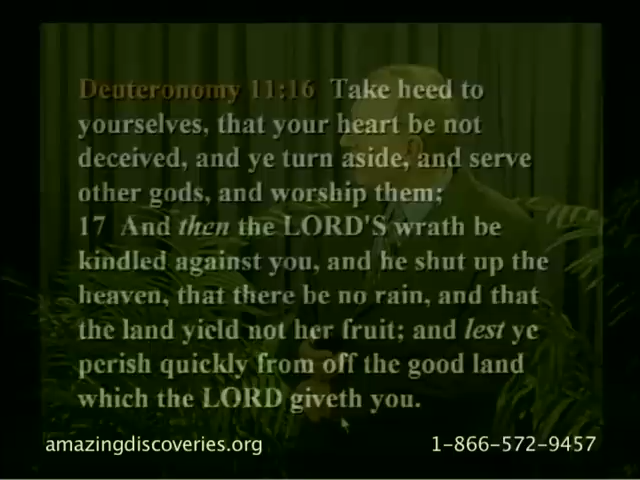 Deuteronomy 11:16 Take heed to
yourselves, that your heart be not
deceived, and ye turn aside, and serve
other gods, and worship them;
17 And then the LORD'S wrath be
kindled against you, and he shut up the
heaven, that there be no rain, and that
the land yield not her fruit; and lest ye
perish quickly from off the good land
which the LORD giveth you.
amazingdiscoveries.org 1-866-572-9457